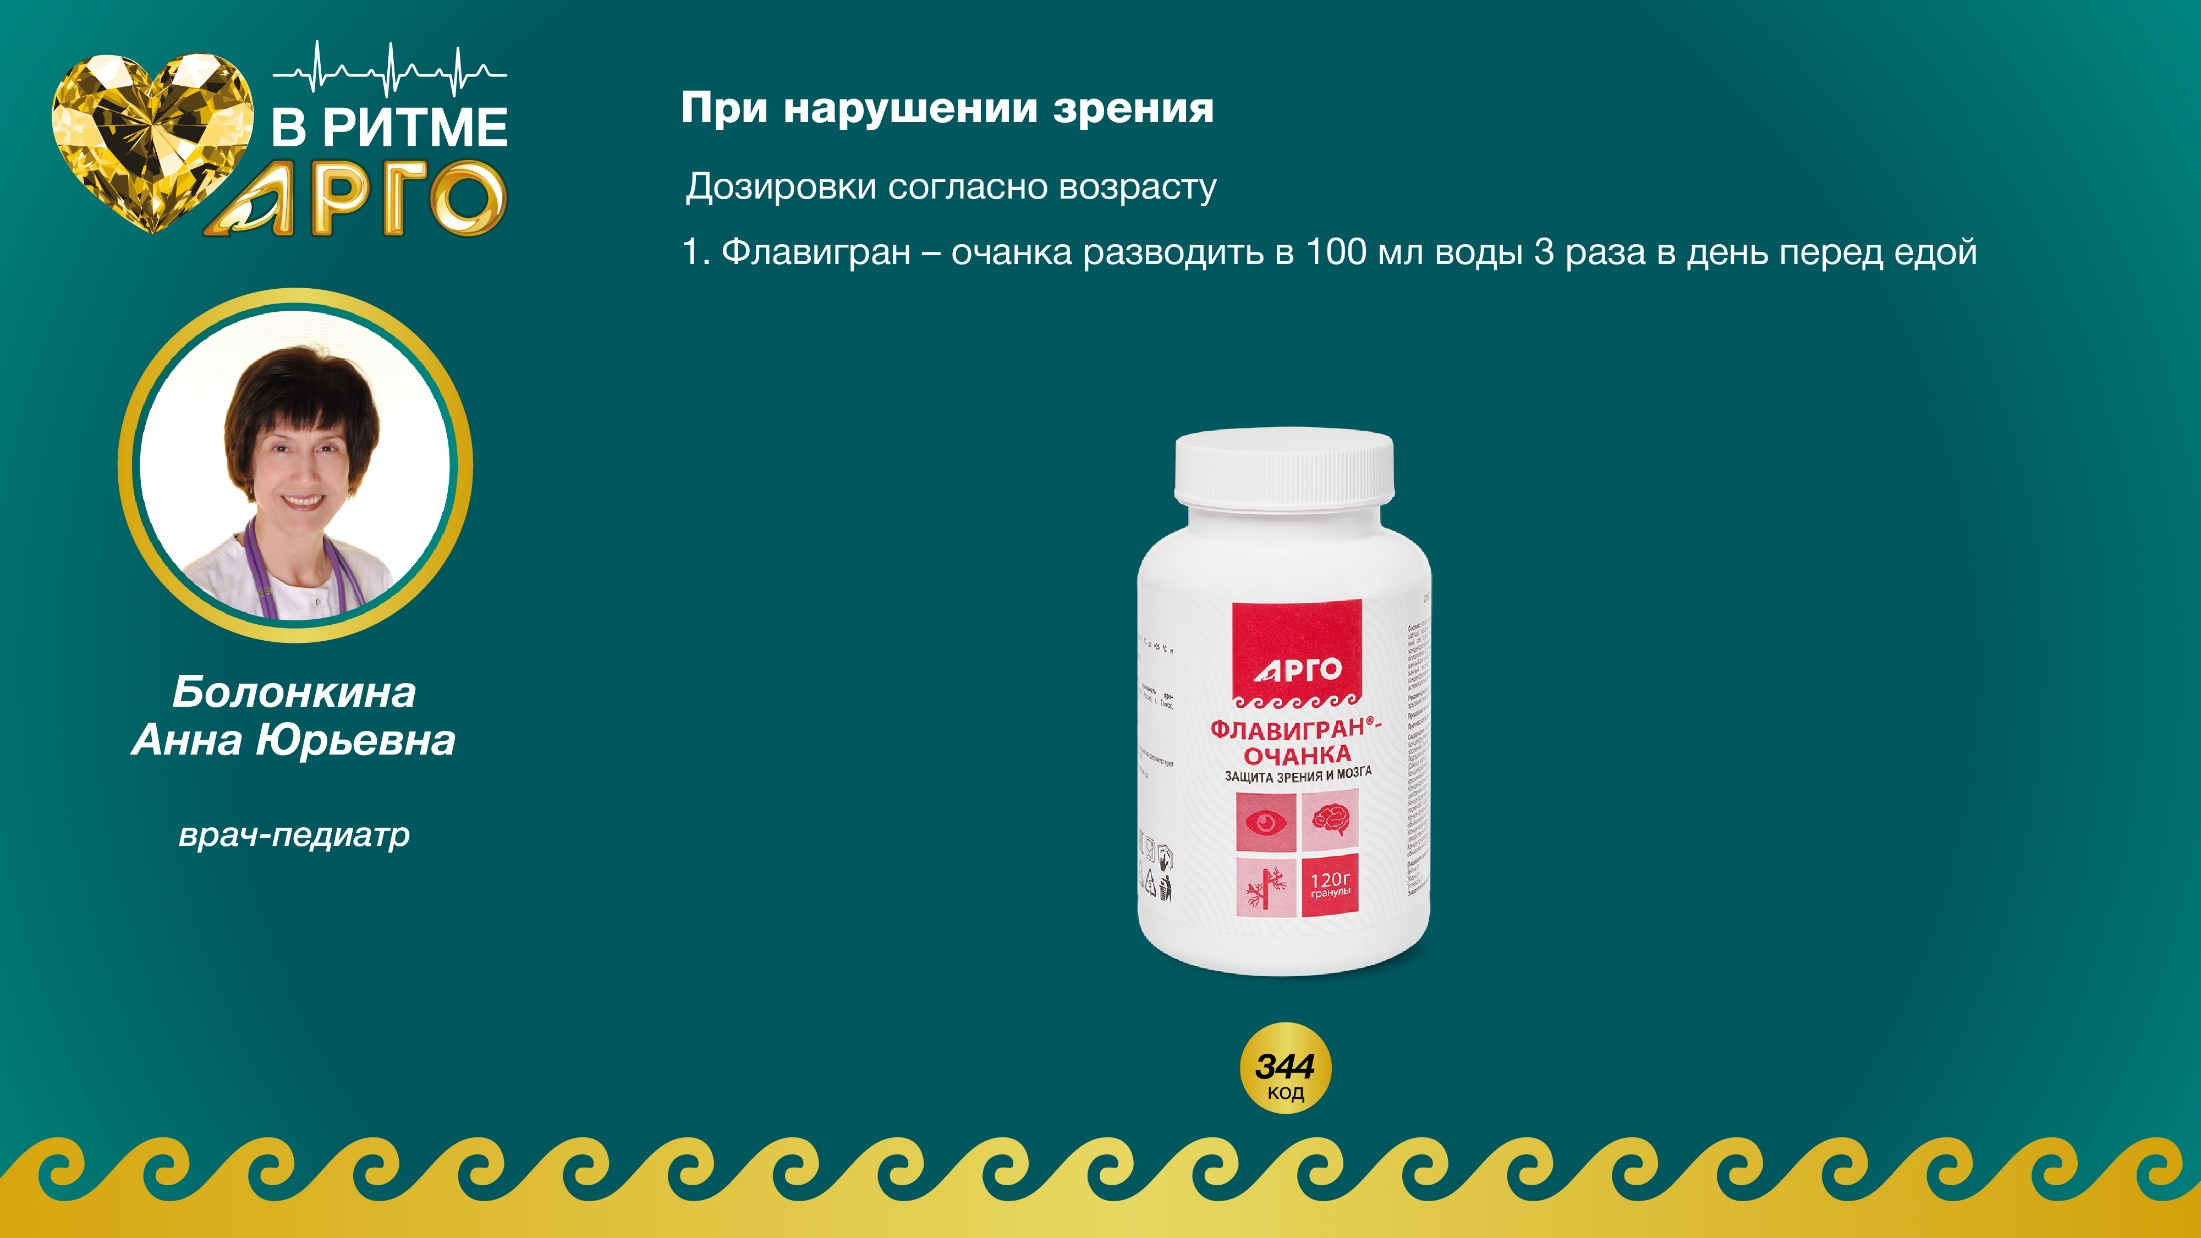 В РИТМЕ
АРГО
При нарушении зрения
Дозировки согласно возрасту
1. Флавигран – очанка разводить в 100 мл воды 3 раза в день перед едой
Болонкина
Анна Юрьевна
врач-педиатр
АРГО
ФЛАВИГРАН®-
ОЧАНКА
ЗАЩИТА ЗРЕНИЯ И МОЗГА
120г
гранулы
344
код